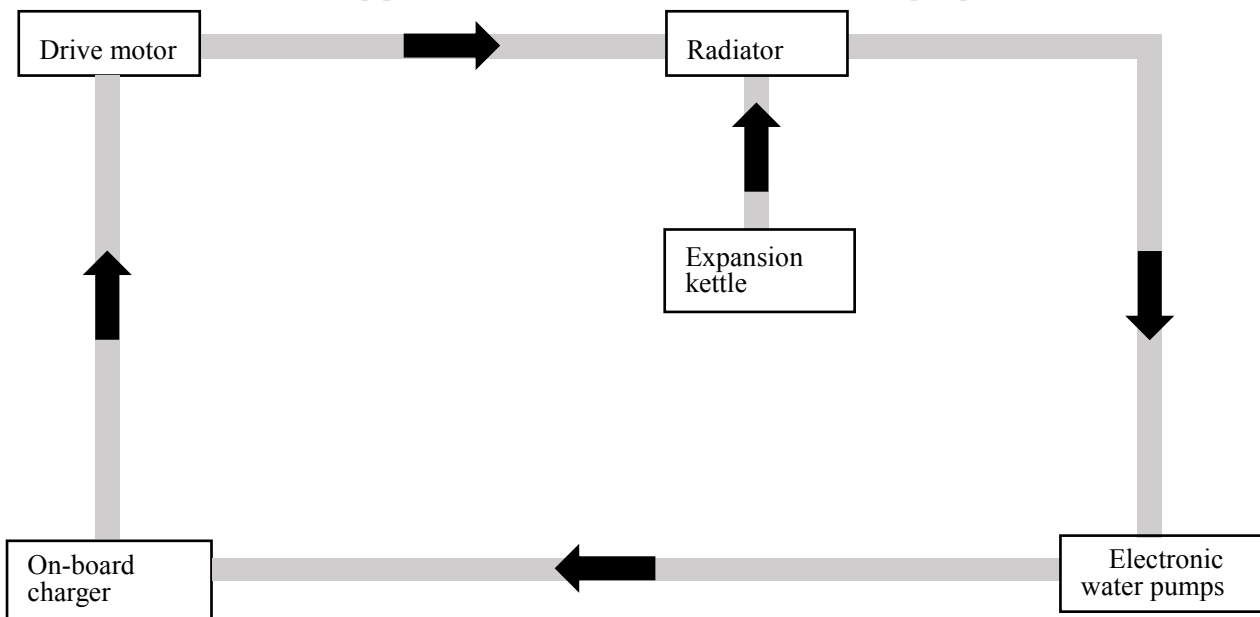 Drive motor
Radiator
Expansion
kettle
On-board
charger
Electronic
water pumps